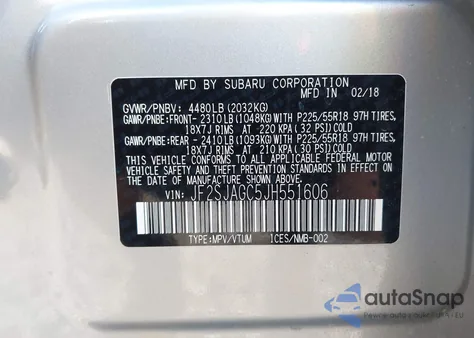 MFD BY SUBARU CORPORATION 02/18
GVWR/PNBV: 4480LB(2032KG)
GAWR/PNBE:FRONT- 2310LB(1048KG)WITH P225/55R18 97H TIRES,
18X7J RIMS AT 220 KPA (32 PSI)COLD
GAWR/PNBE:REAR - 2410LB(1093KG)WITH P225/55R18 97H TIRES,
18X7J RIMS AT 210 KPA (30 PSI)COLD
THIS VEHICLE CONFORMS TO ALL APPLICABLE FEDERAL MOTOR
VEHICLE SAFETY, BUMPER, AND THEFT PREVENTION STANDARDS
IN EFFECT ON THE DATE OF MANUFACTURE SHOWN ABOVE.
VIN: JF2SJAGC5JH551606
TYPE:MPV/VTUM ICES/NMB-002
autoSnap